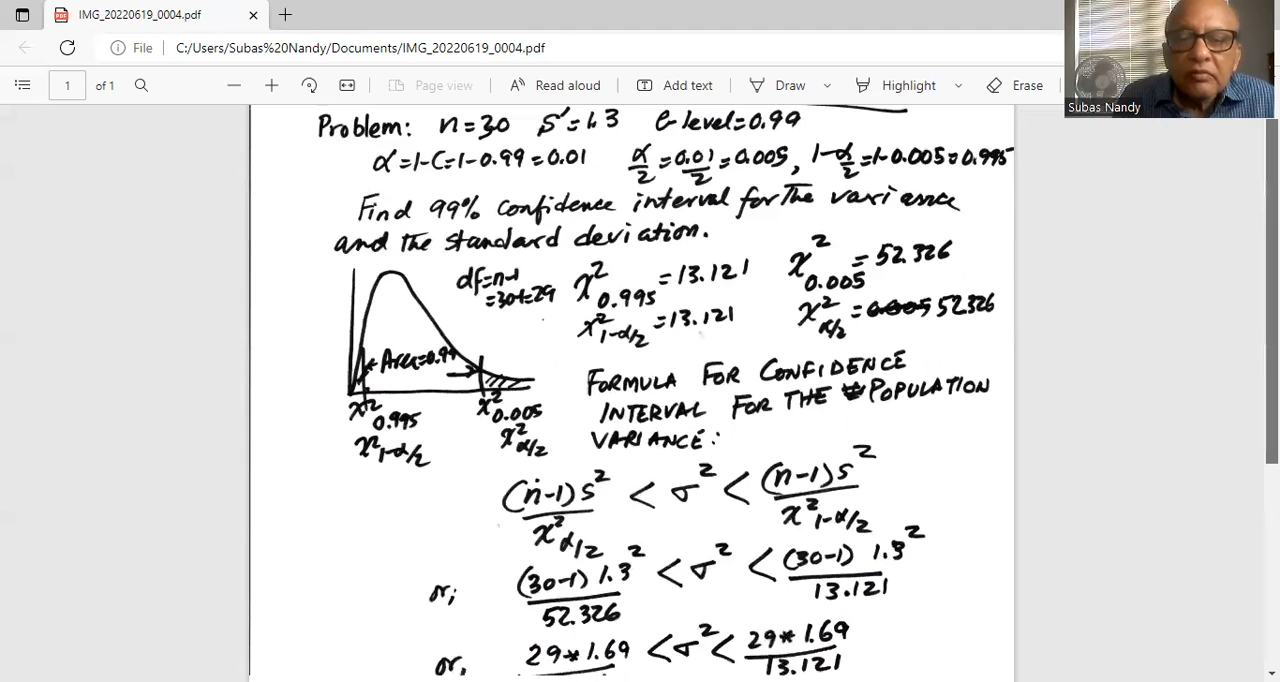 IMG_20220619_0004.pdf
File C:/Users/Subas%20Nandy/Documents/IMG_20220619_0004.pdf
1 of 1 Page view Read aloud Add text Draw Highlight Erase
Subas Nandy
Problem: n=30 S=1.3 C-level=0.99
α=1-C=1-0.99=0.01 α/2=0.01/2=0.005, 1-α/2=1-0.005=0.995
Find 99% confidence interval for the variance
and the standard deviation.
df=n-1
=30-1=29
χ²0.995=13.121 χ²0.005=52.326
χ²1-α/2=13.121 χ²α/2=0.005 52.326
Area=0.99
χ²0.995 χ²0.005
χ²1-α/2 χ²α/2
FORMULA FOR CONFIDENCE
INTERVAL FOR THE POPULATION
VARIANCE:
(n-1)S²/χ²α/2 < σ² < (n-1)S²/χ²1-α/2
or, (30-1)1.3²/52.326 < σ² < (30-1)1.3²/13.121
or, 29*1.69 < σ² < 29*1.69/13.121